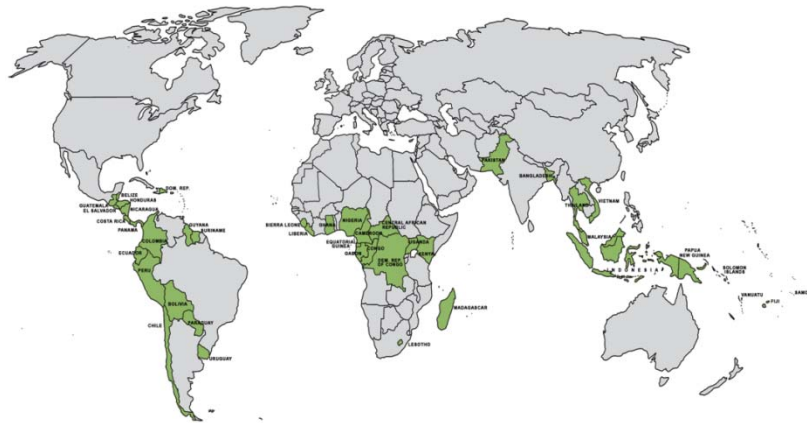 DOM. REP.
BELIZE
HONDURAS
GUATEMALA
EL SALVADOR
NICARAGUA
COSTA RICA
PANAMA
GUYANA
SURINAME
COLOMBIA
ECUADOR
PERU
BOLIVIA
PARAGUAY
CHILE
URUGUAY
SIERRA LEONE
LIBERIA
GHANA
NIGERIA
CENTRAL AFRICAN
REPUBLIC
CAMEROON
EQUATORIAL
GUINEA
GABON
CONGO
UGANDA
KENYA
DEM. REP.
OF CONGO
MADAGASCAR
LESOTHO
PAKISTAN
BANGLADESH
THAILAND
VIETNAM
MALAYSIA
INDONESIA
PAPUA
NEW GUINEA
SOLOMON
ISLANDS
VANUATU
FIJI